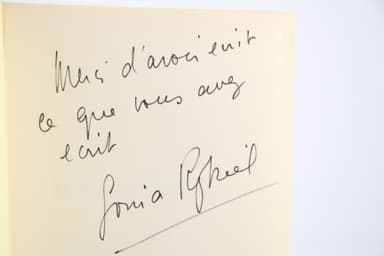 Merci d'avoir écrit
ce que vous avez
écrit
Sonia Rykiel